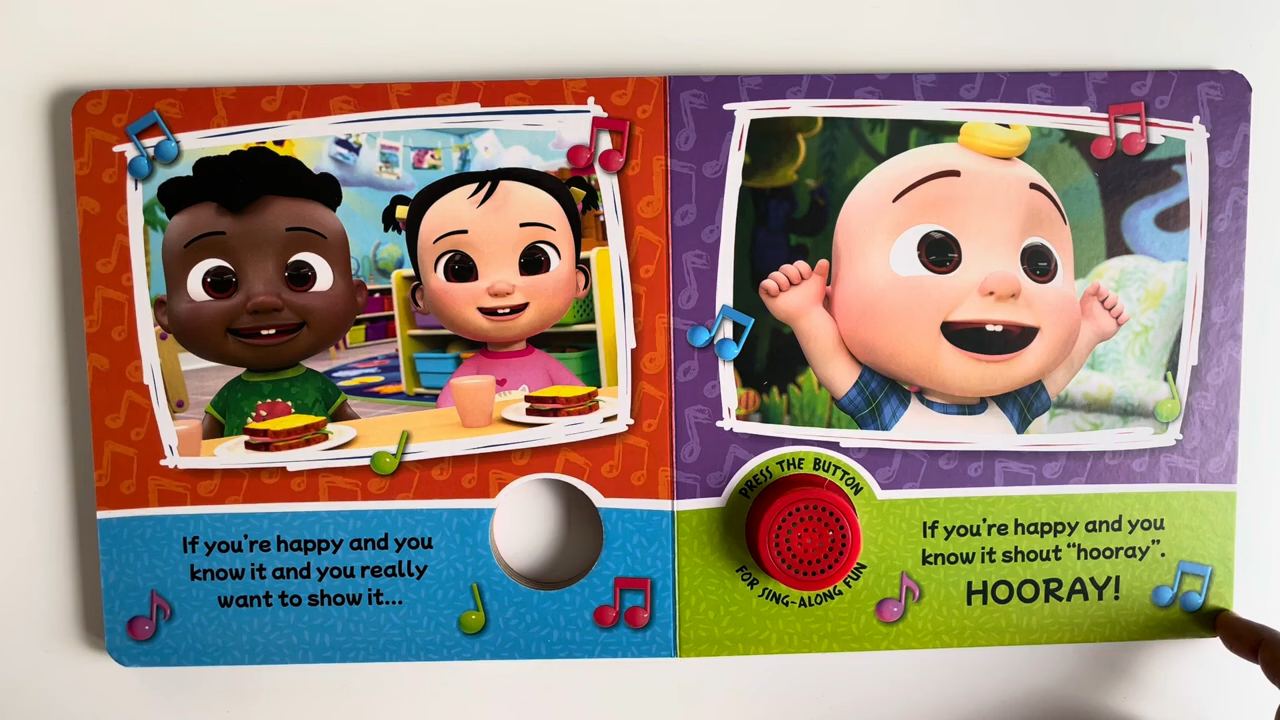 If you're happy and you
know it and you really
want to show it...
PRESS THE BUTTON
FOR SING-ALONG FUN
If you're happy and you
know it shout "hooray".
HOORAY!